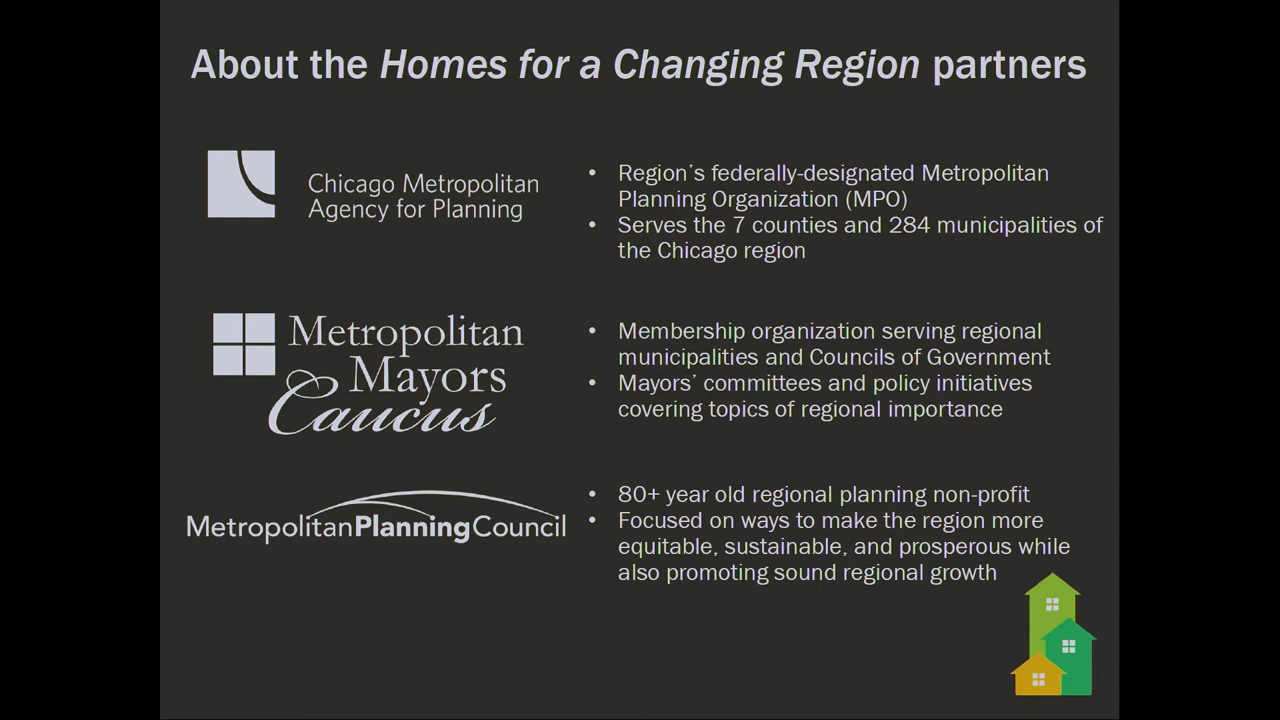 About the Homes for a Changing Region partners
Chicago Metropolitan
Agency for Planning
• Region's federally-designated Metropolitan
Planning Organization (MPO)
• Serves the 7 counties and 284 municipalities of
the Chicago region
Metropolitan
Mayors
Caucus
• Membership organization serving regional
municipalities and Councils of Government
• Mayors' committees and policy initiatives
covering topics of regional importance
MetropolitanPlanningCouncil
• 80+ year old regional planning non-profit
• Focused on ways to make the region more
equitable, sustainable, and prosperous while
also promoting sound regional growth